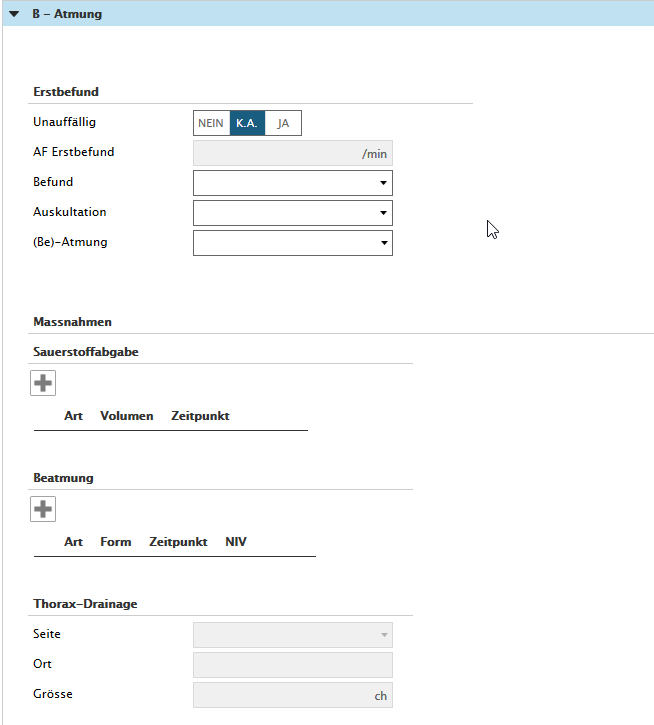 B – Atmung
Erstbefund
Unauffällig NEIN K.A. JA
AF Erstbefund /min
Befund
Auskultation
(Be)-Atmung
Massnahmen
Sauerstoffabgabe
Art Volumen Zeitpunkt
Beatmung
Art Form Zeitpunkt NIV
Thorax-Drainage
Seite
Ort
Grösse ch